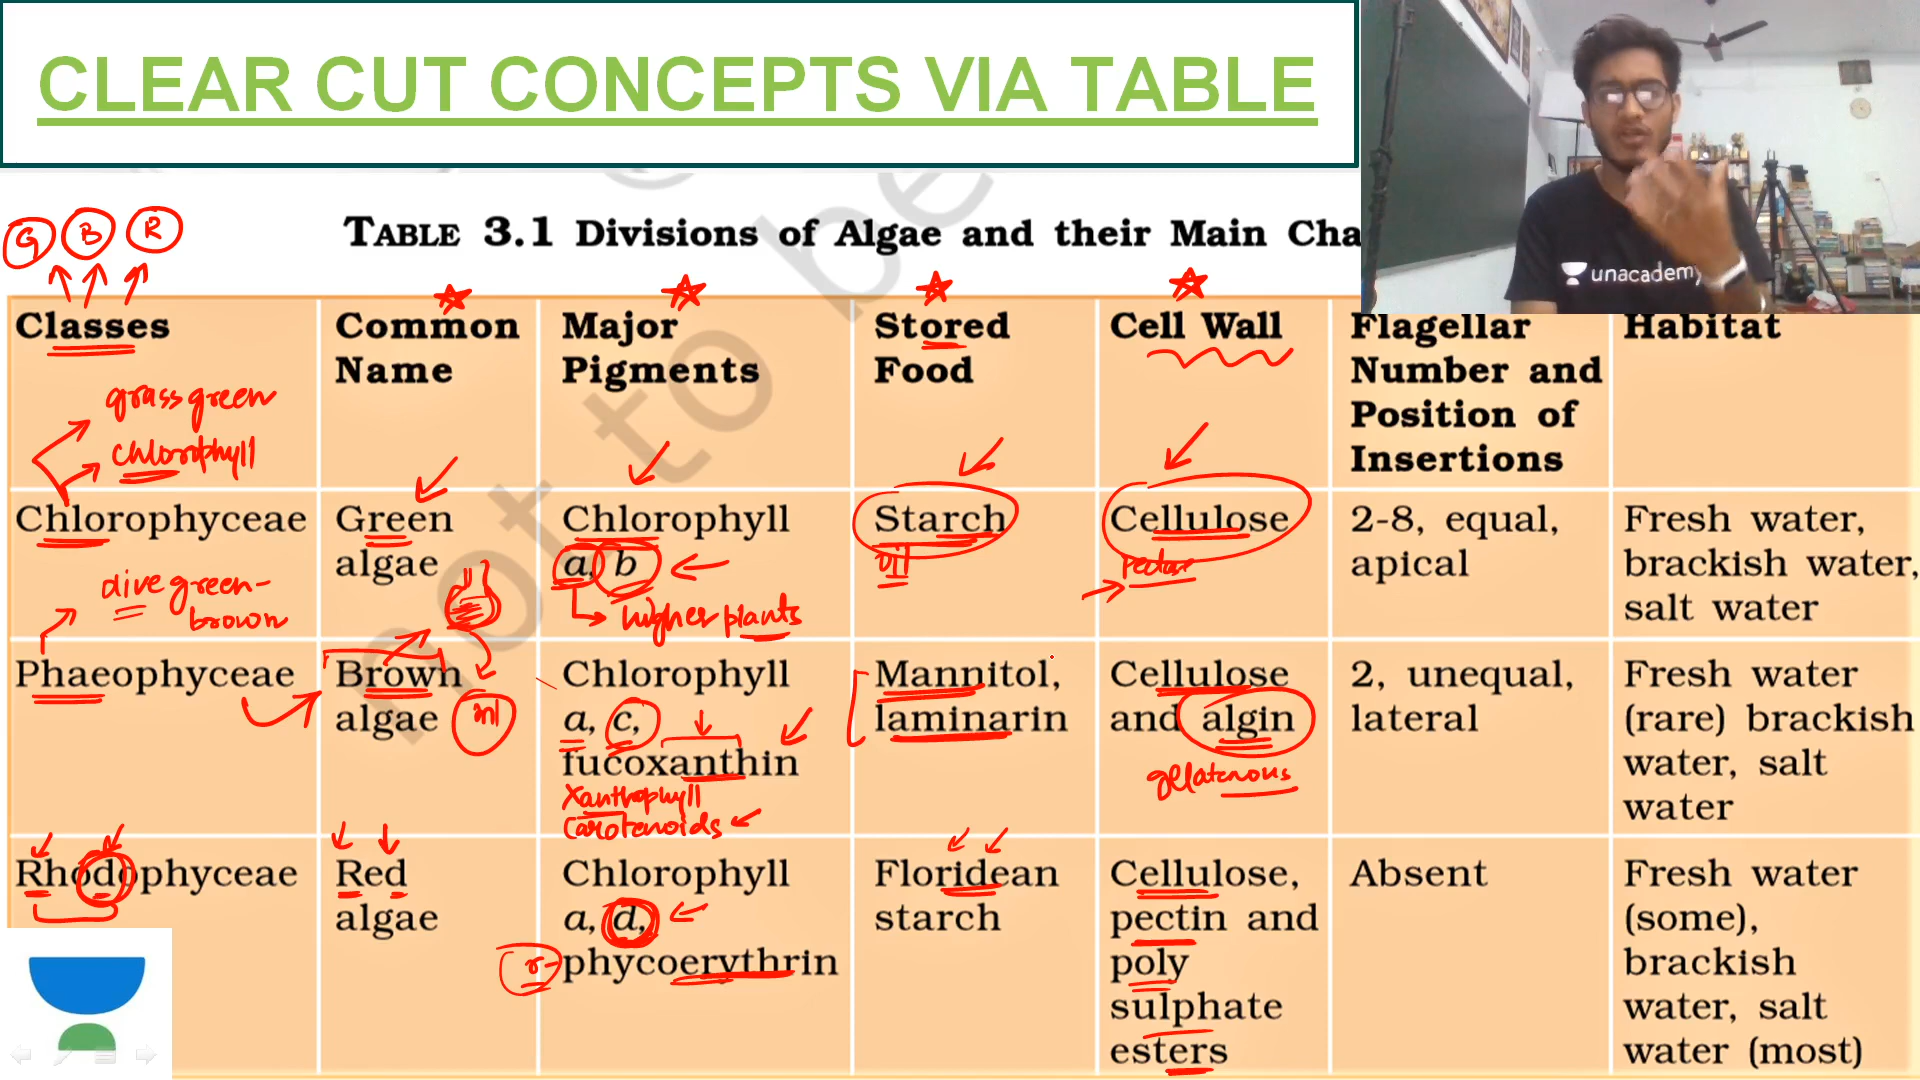 CLEAR CUT CONCEPTS VIA TABLE
unacademy
G B R
TABLE 3.1 Divisions of Algae and their Main Cha
Classes
Common Name
Major Pigments
Stored Food
Cell Wall
Flagellar Number and Position of Insertions
Habitat
grass green
chlorophyll
Chlorophyceae
Green algae
Chlorophyll a, b
higher plants
Starch
oil
Cellulose
2-8, equal, apical
Fresh water, brackish water, salt water
olive green-
brown
Phaeophyceae
Brown algae
Chlorophyll a, c, fucoxanthin
Xanthophyll
Carotenoids
Mannitol, laminarin
Cellulose and algin
gelatenous
2, unequal, lateral
Fresh water (rare) brackish water, salt water
Rhodophyceae
Red algae
Chlorophyll a, d,
r- phycoerythrin
Floridean starch
Cellulose, pectin and poly sulphate esters
Absent
Fresh water (some), brackish water, salt water (most)
not to be